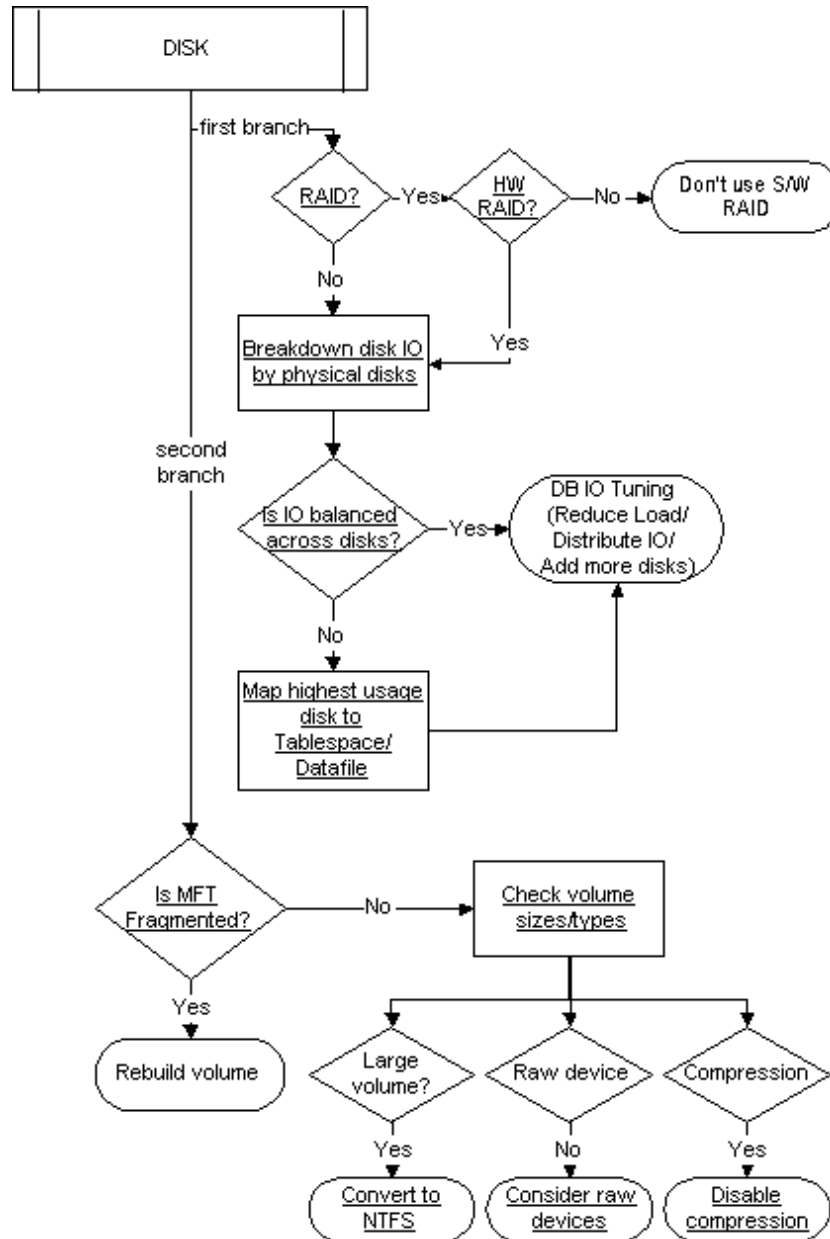 DISK
first branch
RAID?
Yes
HW
RAID?
No
Don't use S/W
RAID
No
Yes
Breakdown disk IO
by physical disks
second
branch
Is IO balanced
across disks?
Yes
DB IO Tuning
(Reduce Load/
Distribute IO/
Add more disks)
No
Map highest usage
disk to
Tablespace/
Datafile
Is MFT
Fragmented?
No
Check volume
sizes/types
Yes
Rebuild volume
Large
volume?
Raw device
Compression
Yes
No
Yes
Convert to
NTFS
Consider raw
devices
Disable
compression